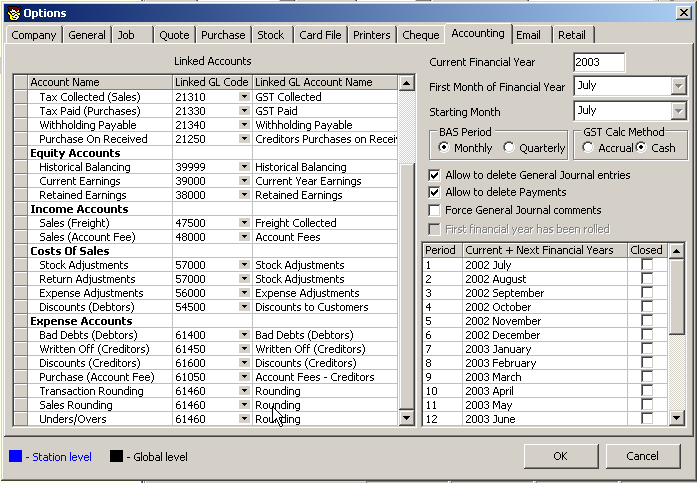 Options
Company General Job Quote Purchase Stock Card File Printers Cheque Accounting Email Retail
Linked Accounts
Account Name Linked GL Code Linked GL Account Name
Tax Collected (Sales) 21310 GST Collected
Tax Paid (Purchases) 21330 GST Paid
Withholding Payable 21340 Withholding Payable
Purchase On Received 21250 Creditors Purchases on Recei
Equity Accounts
Historical Balancing 39999 Historical Balancing
Current Earnings 39000 Current Year Earnings
Retained Earnings 38000 Retained Earnings
Income Accounts
Sales (Freight) 47500 Freight Collected
Sales (Account Fee) 48000 Account Fees
Costs Of Sales
Stock Adjustments 57000 Stock Adjustments
Return Adjustments 57000 Stock Adjustments
Expense Adjustments 56000 Expense Adjustments
Discounts (Debtors) 54500 Discounts to Customers
Expense Accounts
Bad Debts (Debtors) 61400 Bad Debts (Debtors)
Written Off (Creditors) 61450 Written Off (Creditors)
Discounts (Creditors) 61600 Discounts (Creditors)
Purchase (Account Fee) 61050 Account Fees - Creditors
Transaction Rounding 61460 Rounding
Sales Rounding 61460 Rounding
Unders/Overs 61460 Rounding
Current Financial Year 2003
First Month of Financial Year July
Starting Month July
BAS Period
Monthly Quarterly
GST Calc Method
Accrual Cash
Allow to delete General Journal entries
Allow to delete Payments
Force General Journal comments
First financial year has been rolled
Period Current + Next Financial Years Closed
1 2002 July
2 2002 August
3 2002 September
4 2002 October
5 2002 November
6 2002 December
7 2003 January
8 2003 February
9 2003 March
10 2003 April
11 2003 May
12 2003 June
- Station level - Global level
OK Cancel